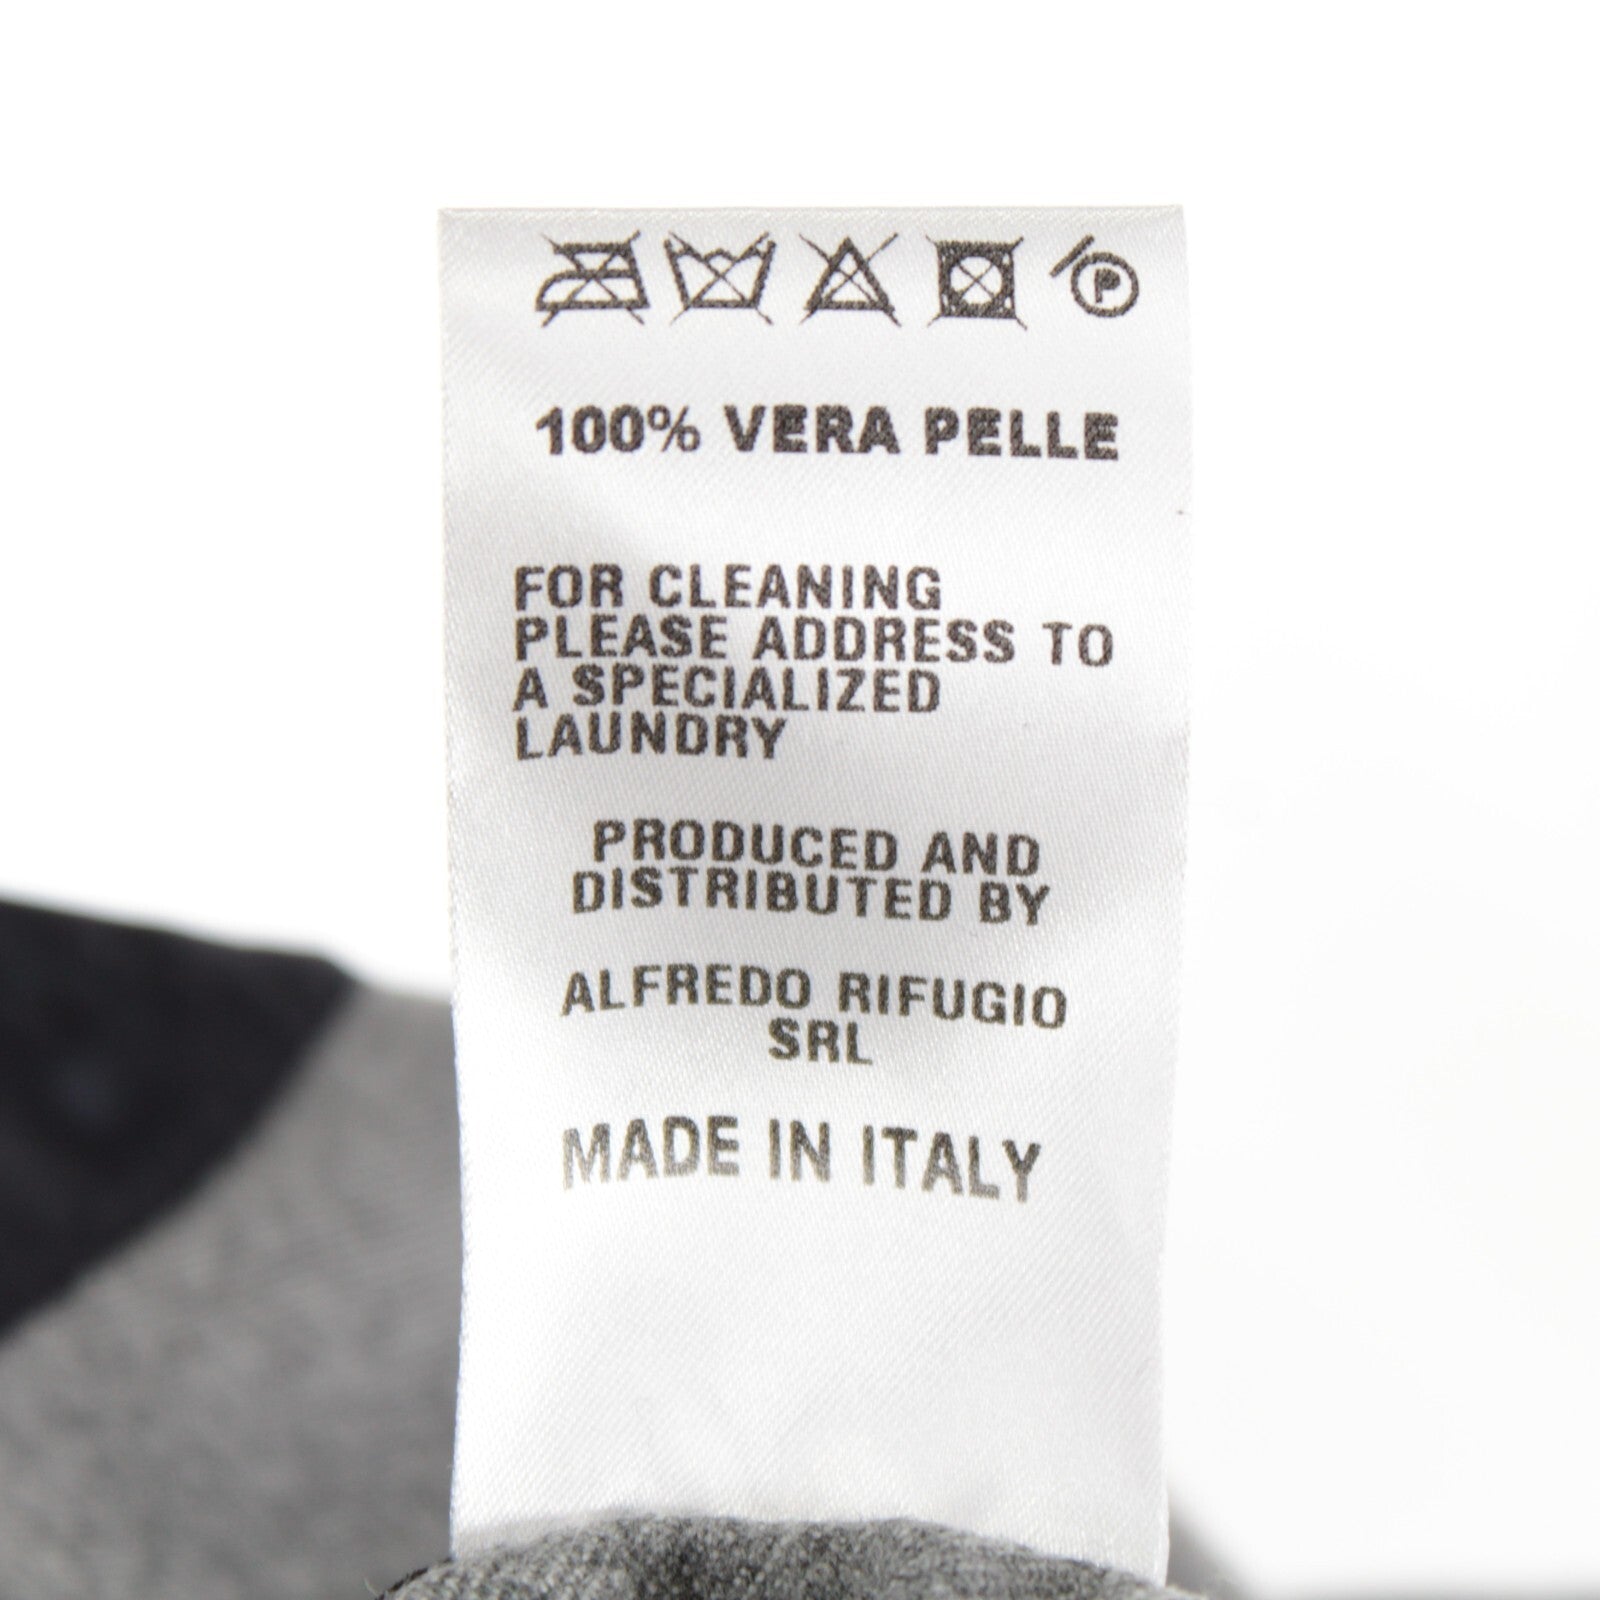 P
100% VERA PELLE
FOR CLEANING
PLEASE ADDRESS TO
A SPECIALIZED
LAUNDRY
PRODUCED AND
DISTRIBUTED BY
ALFREDO RIFUGIO
SRL
MADE IN ITALY